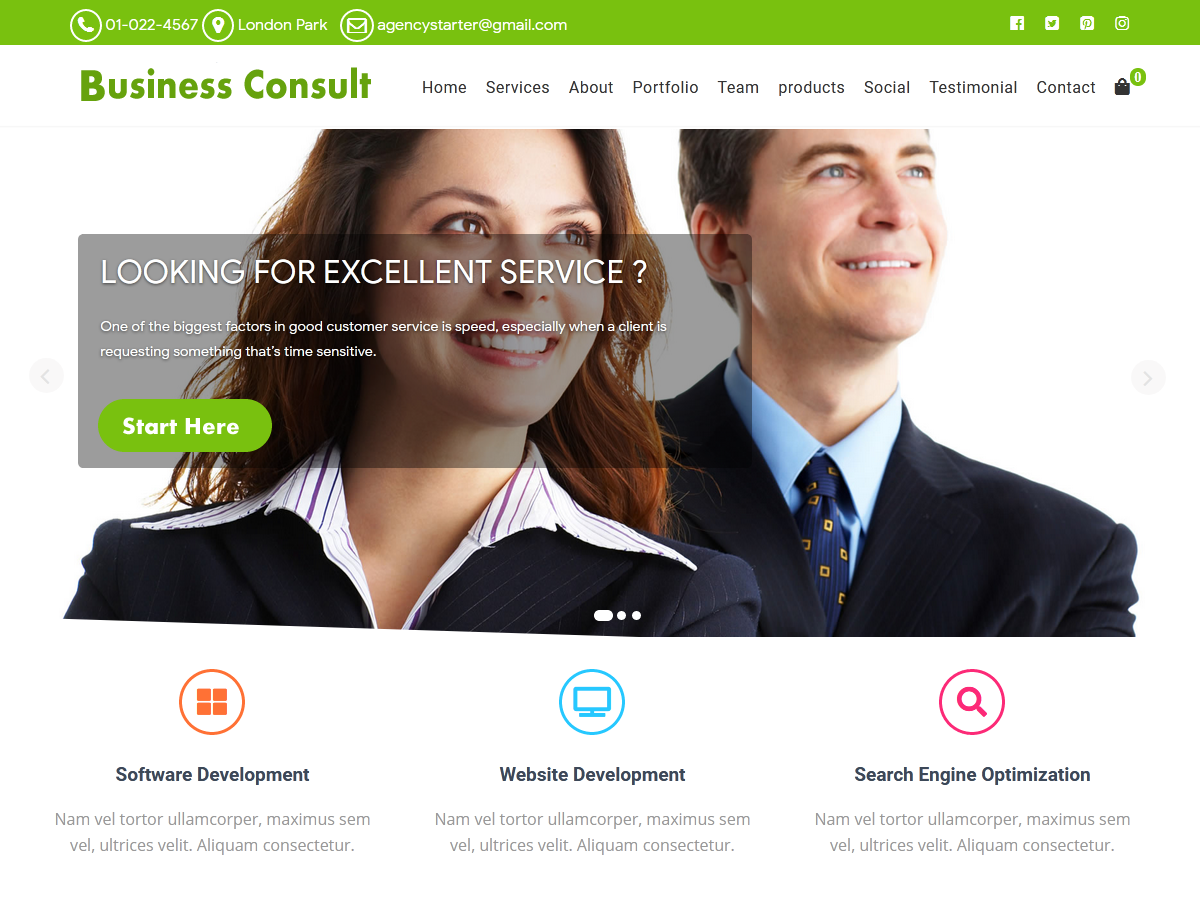 01-022-4567 London Park agencystarter@gmail.com
Business Consult
Home Services About Portfolio Team products Social Testimonial Contact 0
LOOKING FOR EXCELLENT SERVICE ?
One of the biggest factors in good customer service is speed, especially when a client is
requesting something that's time sensitive.
Start Here
Software Development
Nam vel tortor ullamcorper, maximus sem
vel, ultrices velit. Aliquam consectetur.
Website Development
Nam vel tortor ullamcorper, maximus sem
vel, ultrices velit. Aliquam consectetur.
Search Engine Optimization
Nam vel tortor ullamcorper, maximus sem
vel, ultrices velit. Aliquam consectetur.